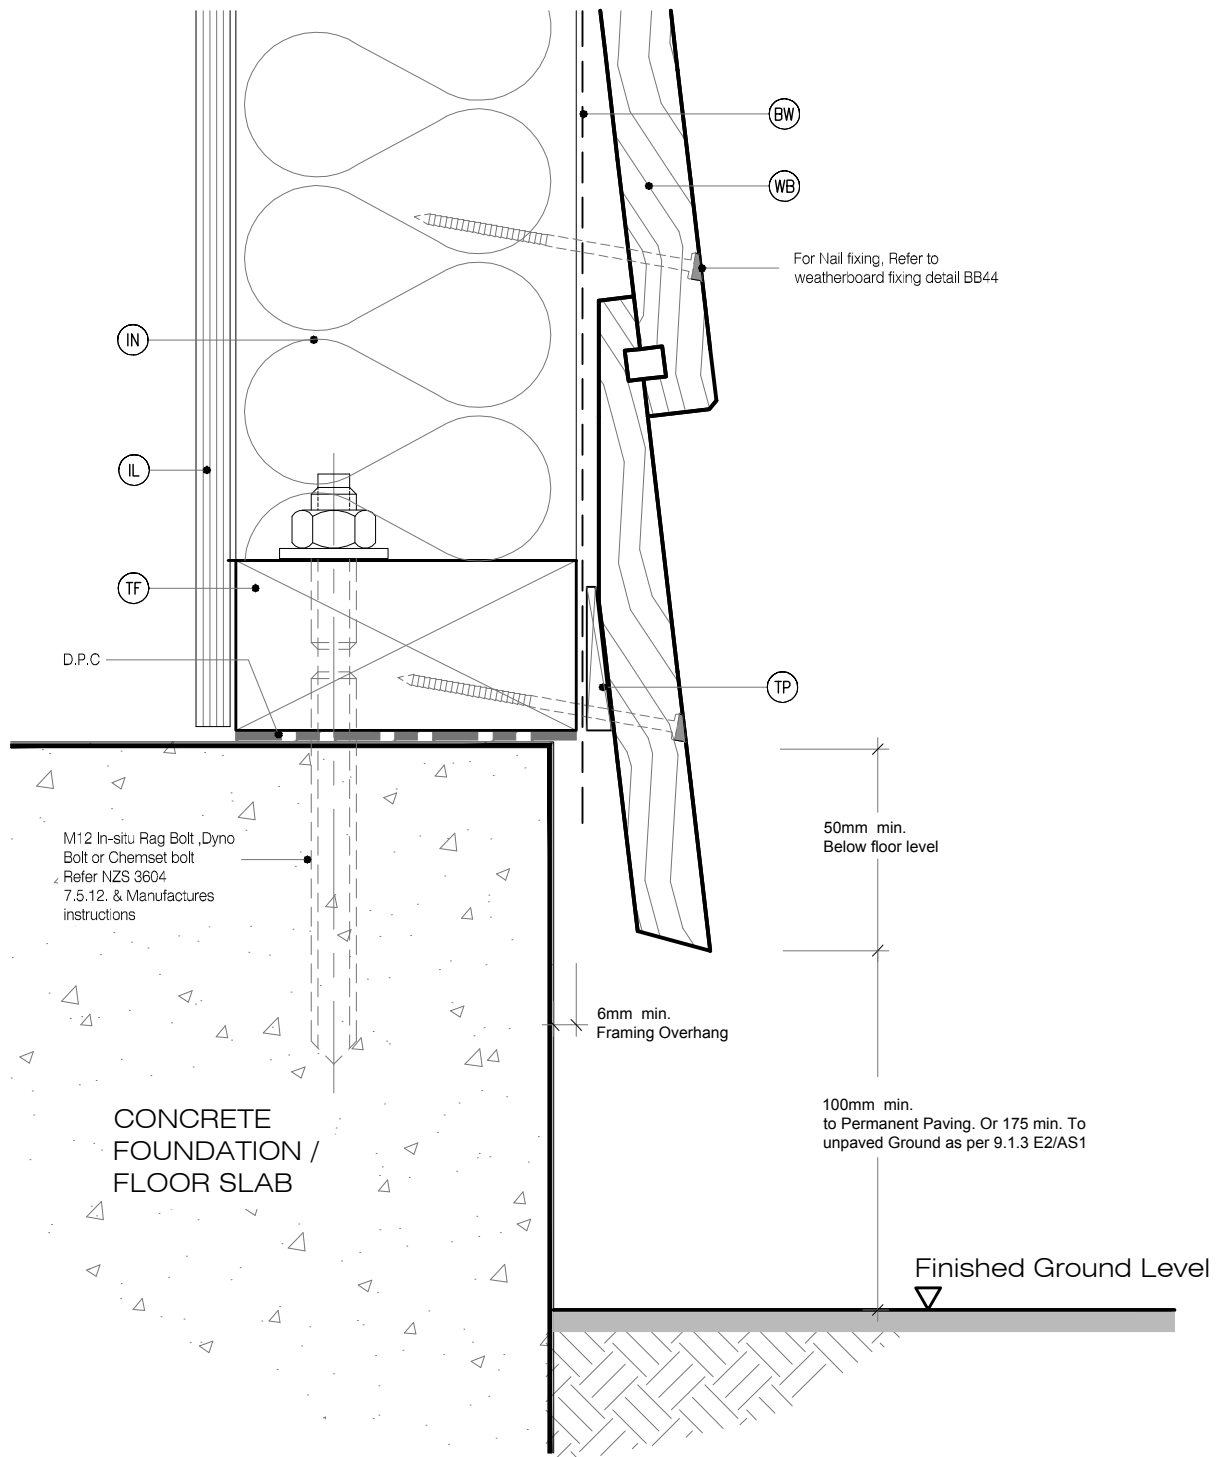 BW
WB
For Nail fixing, Refer to
weatherboard fixing detail BB44
IN
IL
TF
D.P.C
TP
M12 In-situ Rag Bolt ,Dyno
Bolt or Chemset bolt
Refer NZS 3604
7.5.12. & Manufactures
instructions
50mm min.
Below floor level
6mm min.
Framing Overhang
100mm min.
to Permanent Paving. Or 175 min. To
unpaved Ground as per 9.1.3 E2/AS1
CONCRETE
FOUNDATION /
FLOOR SLAB
Finished Ground Level